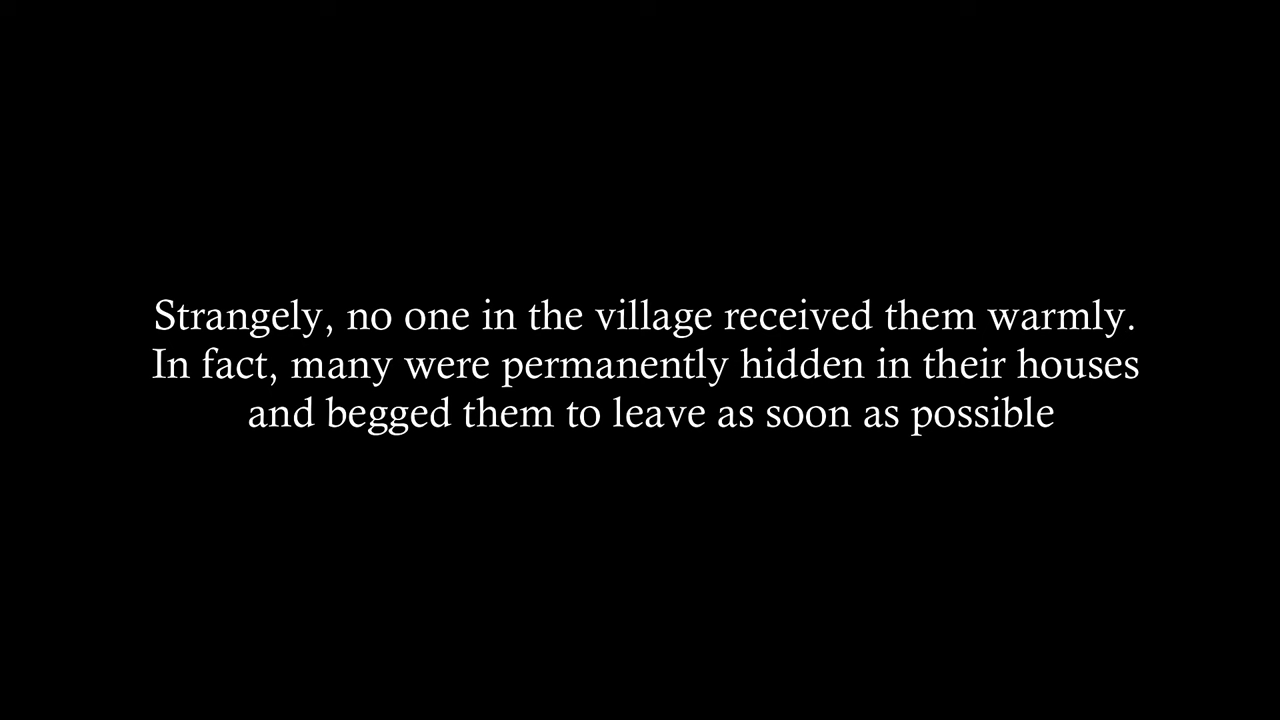 Strangely, no one in the village received them warmly.
In fact, many were permanently hidden in their houses
and begged them to leave as soon as possible